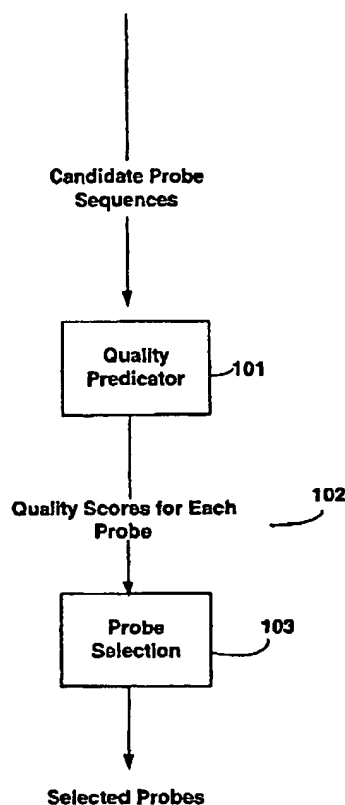 Candidate Probe
Sequences
Quality
Predicator
101
Quality Scores for Each
Probe
102
Probe
Selection
103
Selected Probes